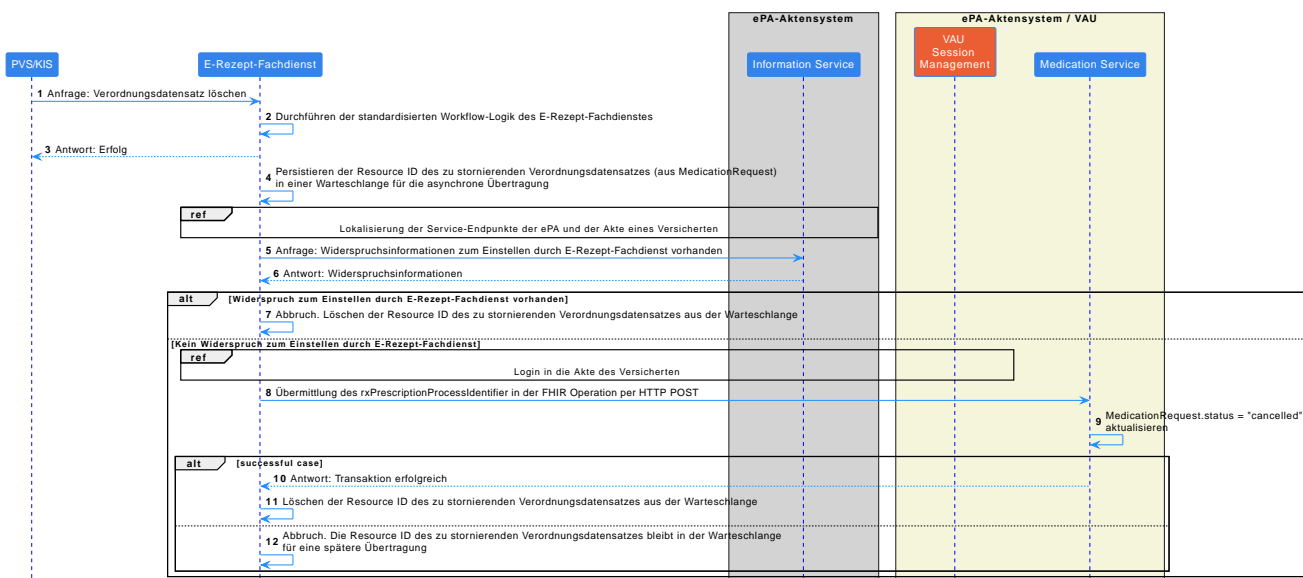 ePA-Aktensystem
ePA-Aktensystem / VAU
PVS/KIS
E-Rezept-Fachdienst
Information Service
VAU
Session
Management
Medication Service
1 Anfrage: Verordnungsdatensatz löschen
2 Durchführen der standardisierten Workflow-Logik des E-Rezept-Fachdienstes
3 Antwort: Erfolg
4 Persistieren der Resource ID des zu stornierenden Verordnungsdatensatzes (aus MedicationRequest)
in einer Warteschlange für die asynchrone Übertragung
ref
Lokalisierung der Service-Endpunkte der ePA und der Akte eines Versicherten
5 Anfrage: Widerspruchsinformationen zum Einstellen durch E-Rezept-Fachdienst vorhanden
6 Antwort: Widerspruchsinformationen
alt [Widerspruch zum Einstellen durch E-Rezept-Fachdienst vorhanden]
7 Abbruch. Löschen der Resource ID des zu stornierenden Verordnungsdatensatzes aus der Warteschlange
[Kein Widerspruch zum Einstellen durch E-Rezept-Fachdienst]
ref
Login in die Akte des Versicherten
8 Übermittlung des rxPrescriptionProcessIdentifier in der FHIR Operation per HTTP POST
9 MedicationRequest.status = "cancelled"
aktualisieren
alt [successful case]
10 Antwort: Transaktion erfolgreich
11 Löschen der Resource ID des zu stornierenden Verordnungsdatensatzes aus der Warteschlange
12 Abbruch. Die Resource ID des zu stornierenden Verordnungsdatensatzes bleibt in der Warteschlange
für eine spätere Übertragung